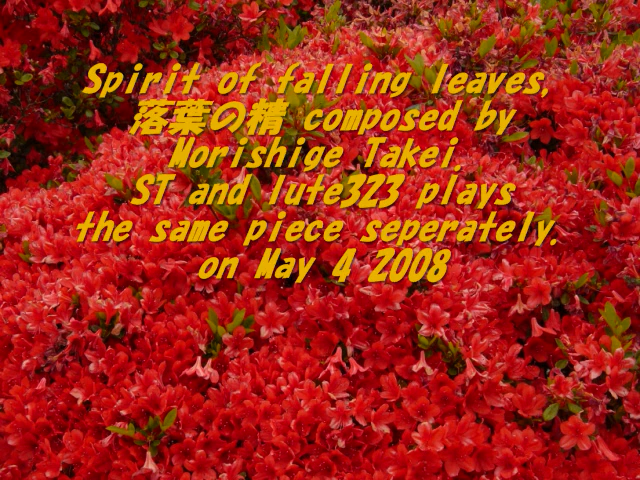 Spirit of falling leaves,
落葉の精 composed by
Morishige Takei.
ST and lute323 plays
the same piece seperately.
on May 4 2008